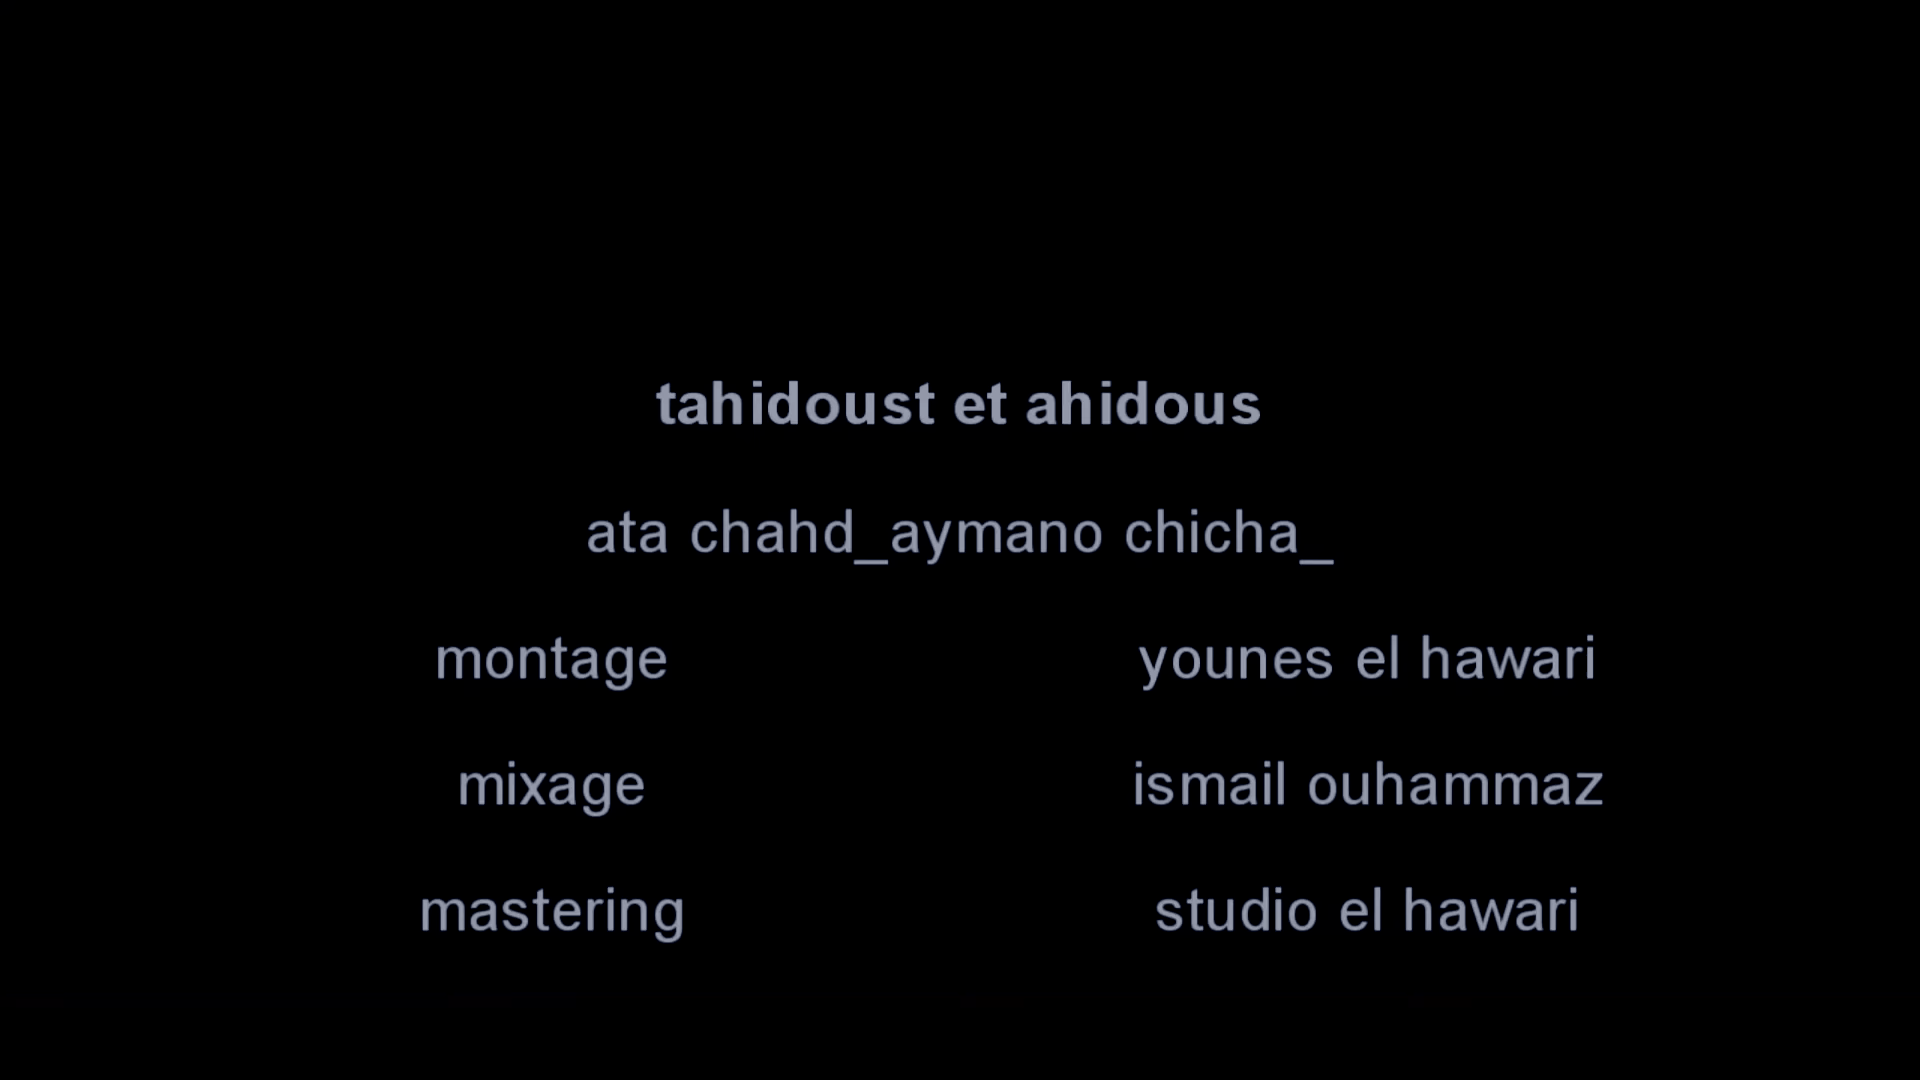 tahidoust et ahidous
ata chahd_aymano chicha_
montage younes el hawari
mixage ismail ouhammaz
mastering studio el hawari